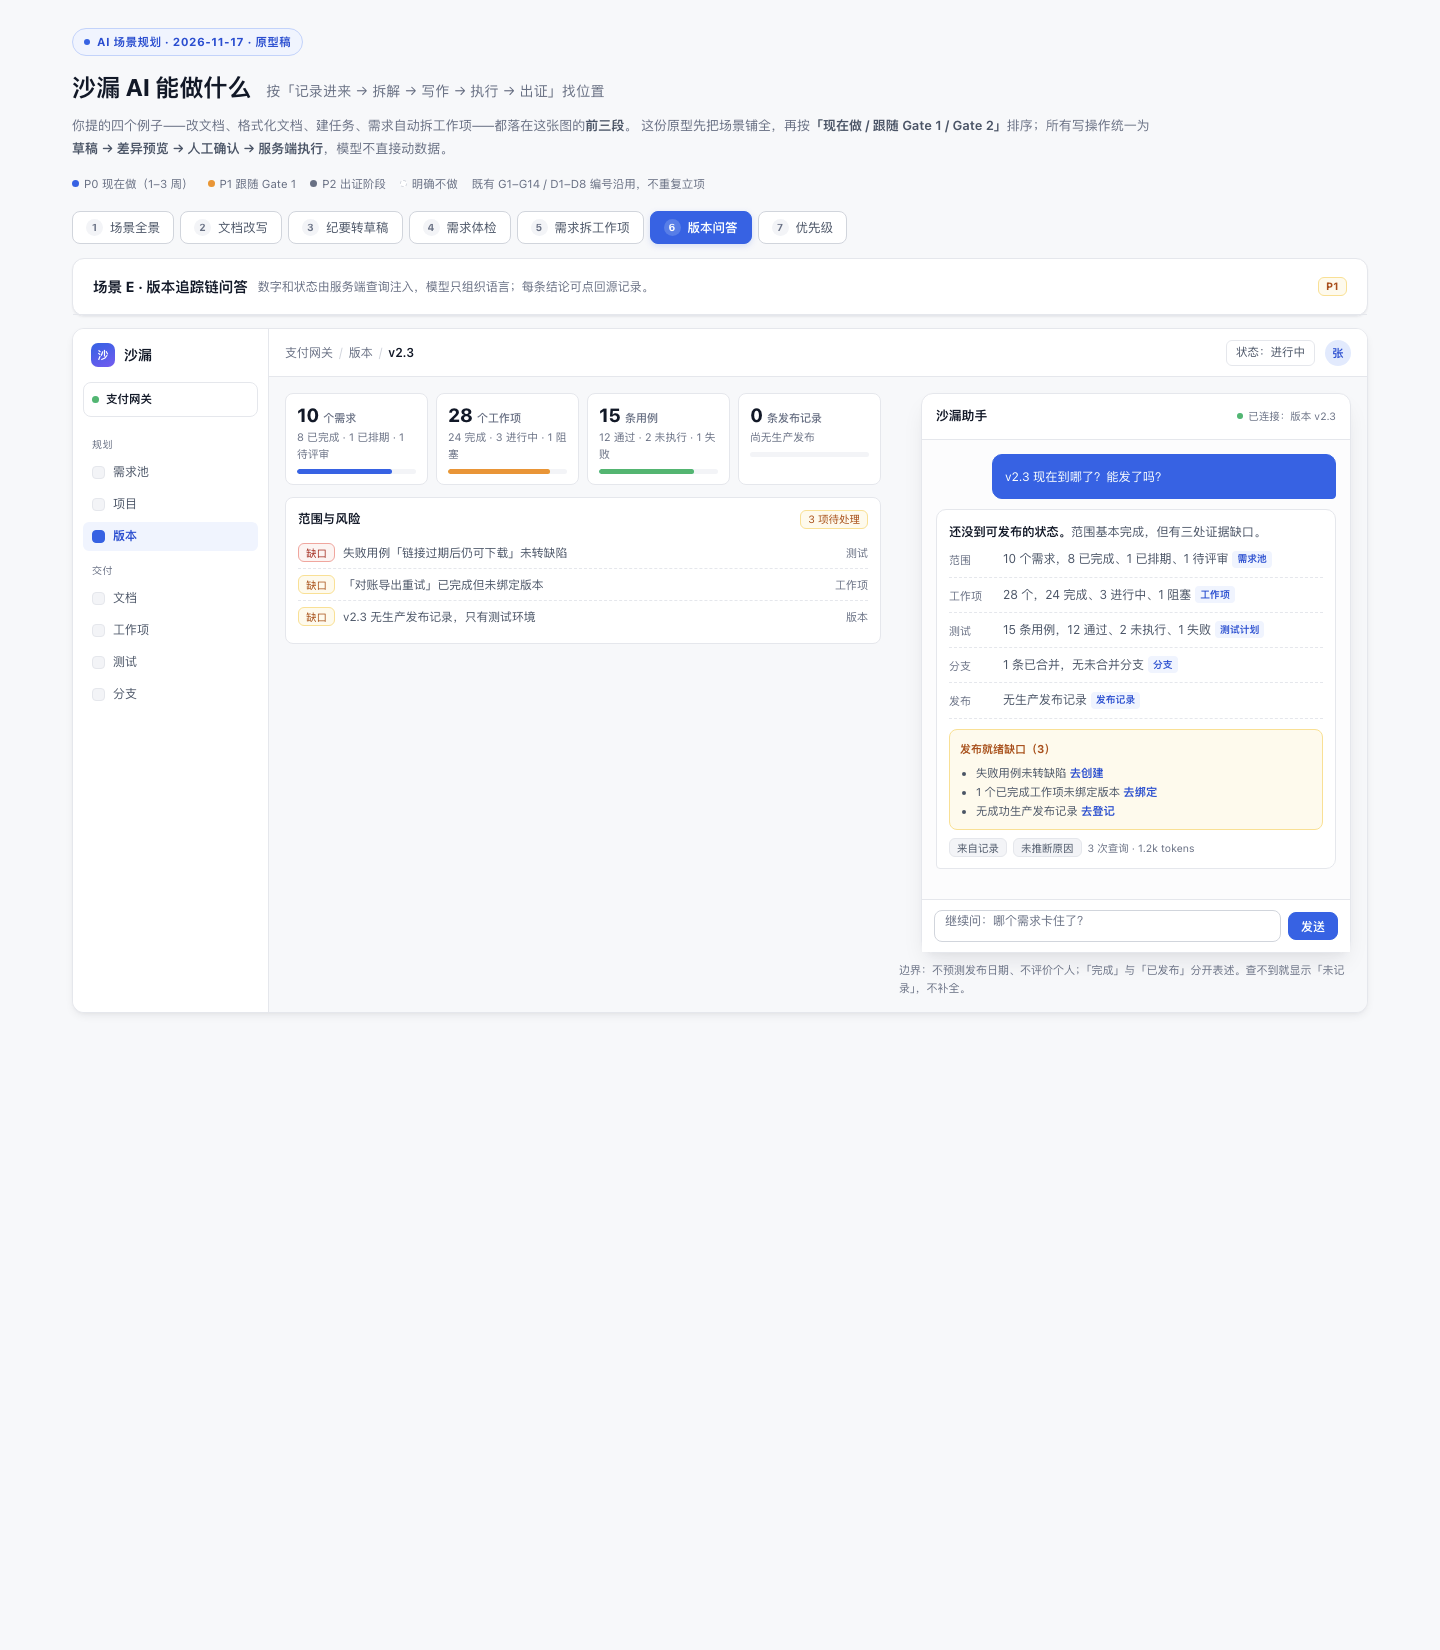 AI 场景规划 · 2026-11-17 · 原型稿
沙漏 AI 能做什么 按「记录进来 → 拆解 → 写作 → 执行 → 出证」找位置
你提的四个例子——改文档、格式化文档、建任务、需求自动拆工作项——都落在这张图的前三段。 这份原型先把场景铺全，再按「现在做 / 跟随 Gate 1 / Gate 2」排序；所有写操作统一为
草稿 → 差异预览 → 人工确认 → 服务端执行，模型不直接动数据。
P0 现在做（1–3 周） P1 跟随 Gate 1 P2 出证阶段 明确不做 既有 G1–G14 / D1–D8 编号沿用，不重复立项
1 场景全景 2 文档改写 3 纪要转草稿 4 需求体检 5 需求拆工作项 6 版本问答 7 优先级
场景 E · 版本追踪链问答 数字和状态由服务端查询注入，模型只组织语言；每条结论可点回源记录。 P1
沙 沙漏
支付网关
规划
需求池
项目
版本
交付
文档
工作项
测试
分支
支付网关 / 版本 / v2.3 状态：进行中 张
10 个需求
8 已完成 · 1 已排期 · 1
待评审
28 个工作项
24 完成 · 3 进行中 · 1 阻
塞
15 条用例
12 通过 · 2 未执行 · 1 失
败
0 条发布记录
尚无生产发布
范围与风险 3 项待处理
缺口 失败用例「链接过期后仍可下载」未转缺陷 测试
缺口 「对账导出重试」已完成但未绑定版本 工作项
缺口 v2.3 无生产发布记录，只有测试环境 版本
沙漏助手 已连接：版本 v2.3
v2.3 现在到哪了？能发了吗？
还没到可发布的状态。范围基本完成，但有三处证据缺口。
范围 10 个需求，8 已完成、1 已排期、1 待评审 需求池
工作项 28 个，24 完成、3 进行中、1 阻塞 工作项
测试 15 条用例，12 通过、2 未执行、1 失败 测试计划
分支 1 条已合并，无未合并分支 分支
发布 无生产发布记录 发布记录
发布就绪缺口（3）
• 失败用例未转缺陷 去创建
• 1 个已完成工作项未绑定版本 去绑定
• 无成功生产发布记录 去登记
来自记录 未推断原因 3 次查询 · 1.2k tokens
继续问：哪个需求卡住了？ 发送
边界：不预测发布日期、不评价个人；「完成」与「已发布」分开表述。查不到就显示「未记
录」，不补全。